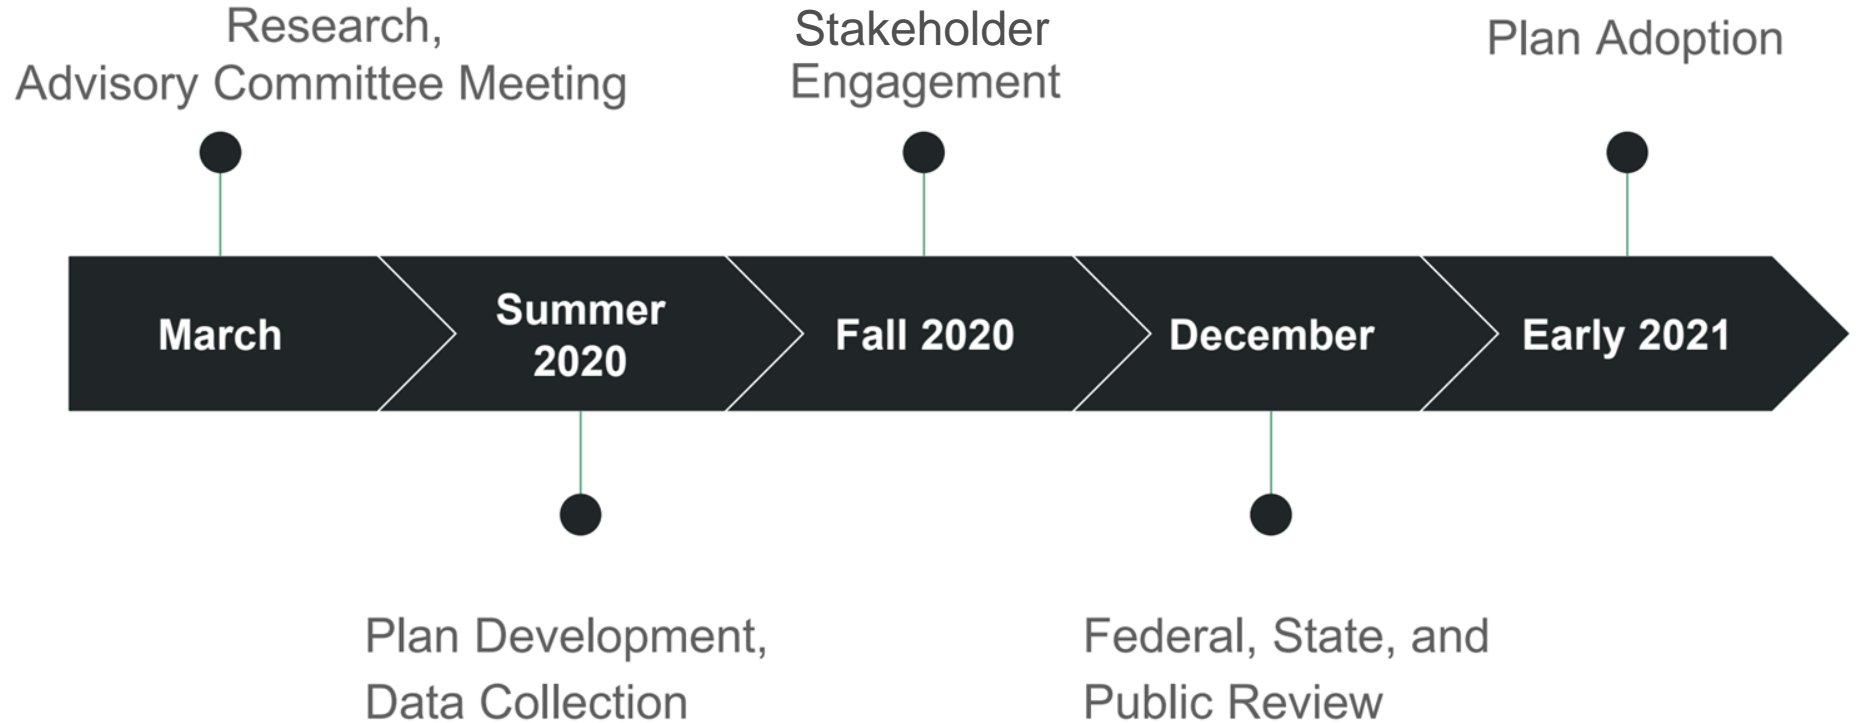 Research,
Advisory Committee Meeting
Stakeholder
Engagement
Plan Adoption
March
Summer
2020
Fall 2020
December
Early 2021
Plan Development,
Data Collection
Federal, State, and
Public Review